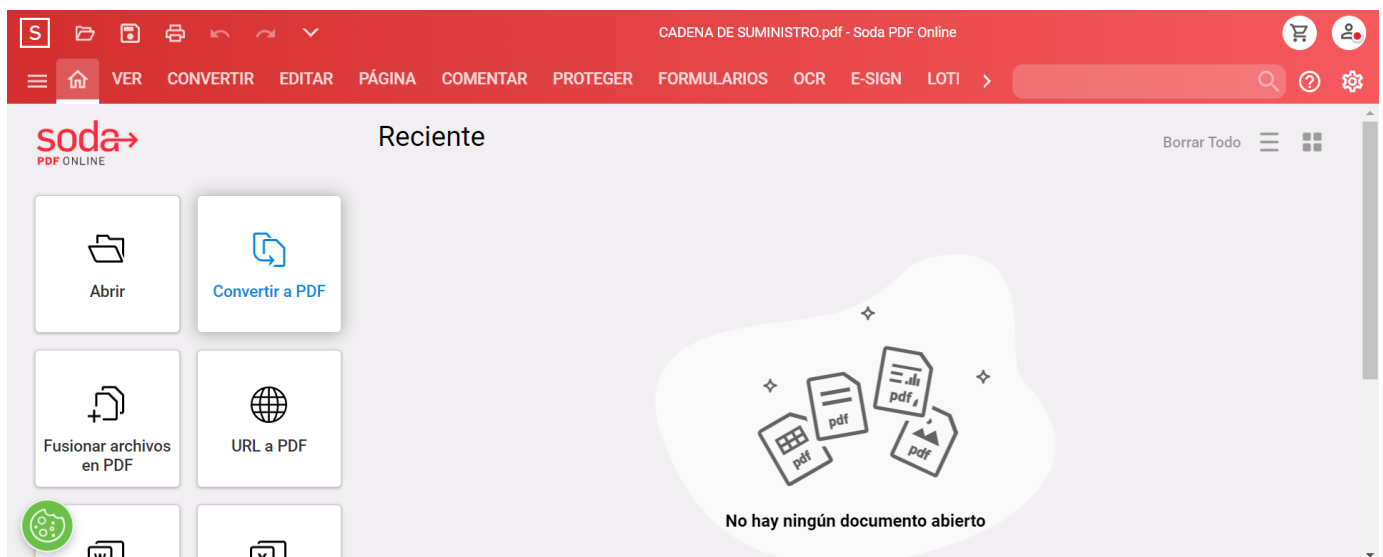 S
CADENA DE SUMINISTRO.pdf - Soda PDF Online
VER CONVERTIR EDITAR PÁGINA COMENTAR PROTEGER FORMULARIOS OCR E-SIGN LOTI
soda
PDF ONLINE
Reciente
Borrar Todo
Abrir
Convertir a PDF
Fusionar archivos
en PDF
URL a PDF
pdf
pdf
pdf
pdf
No hay ningún documento abierto
W
X